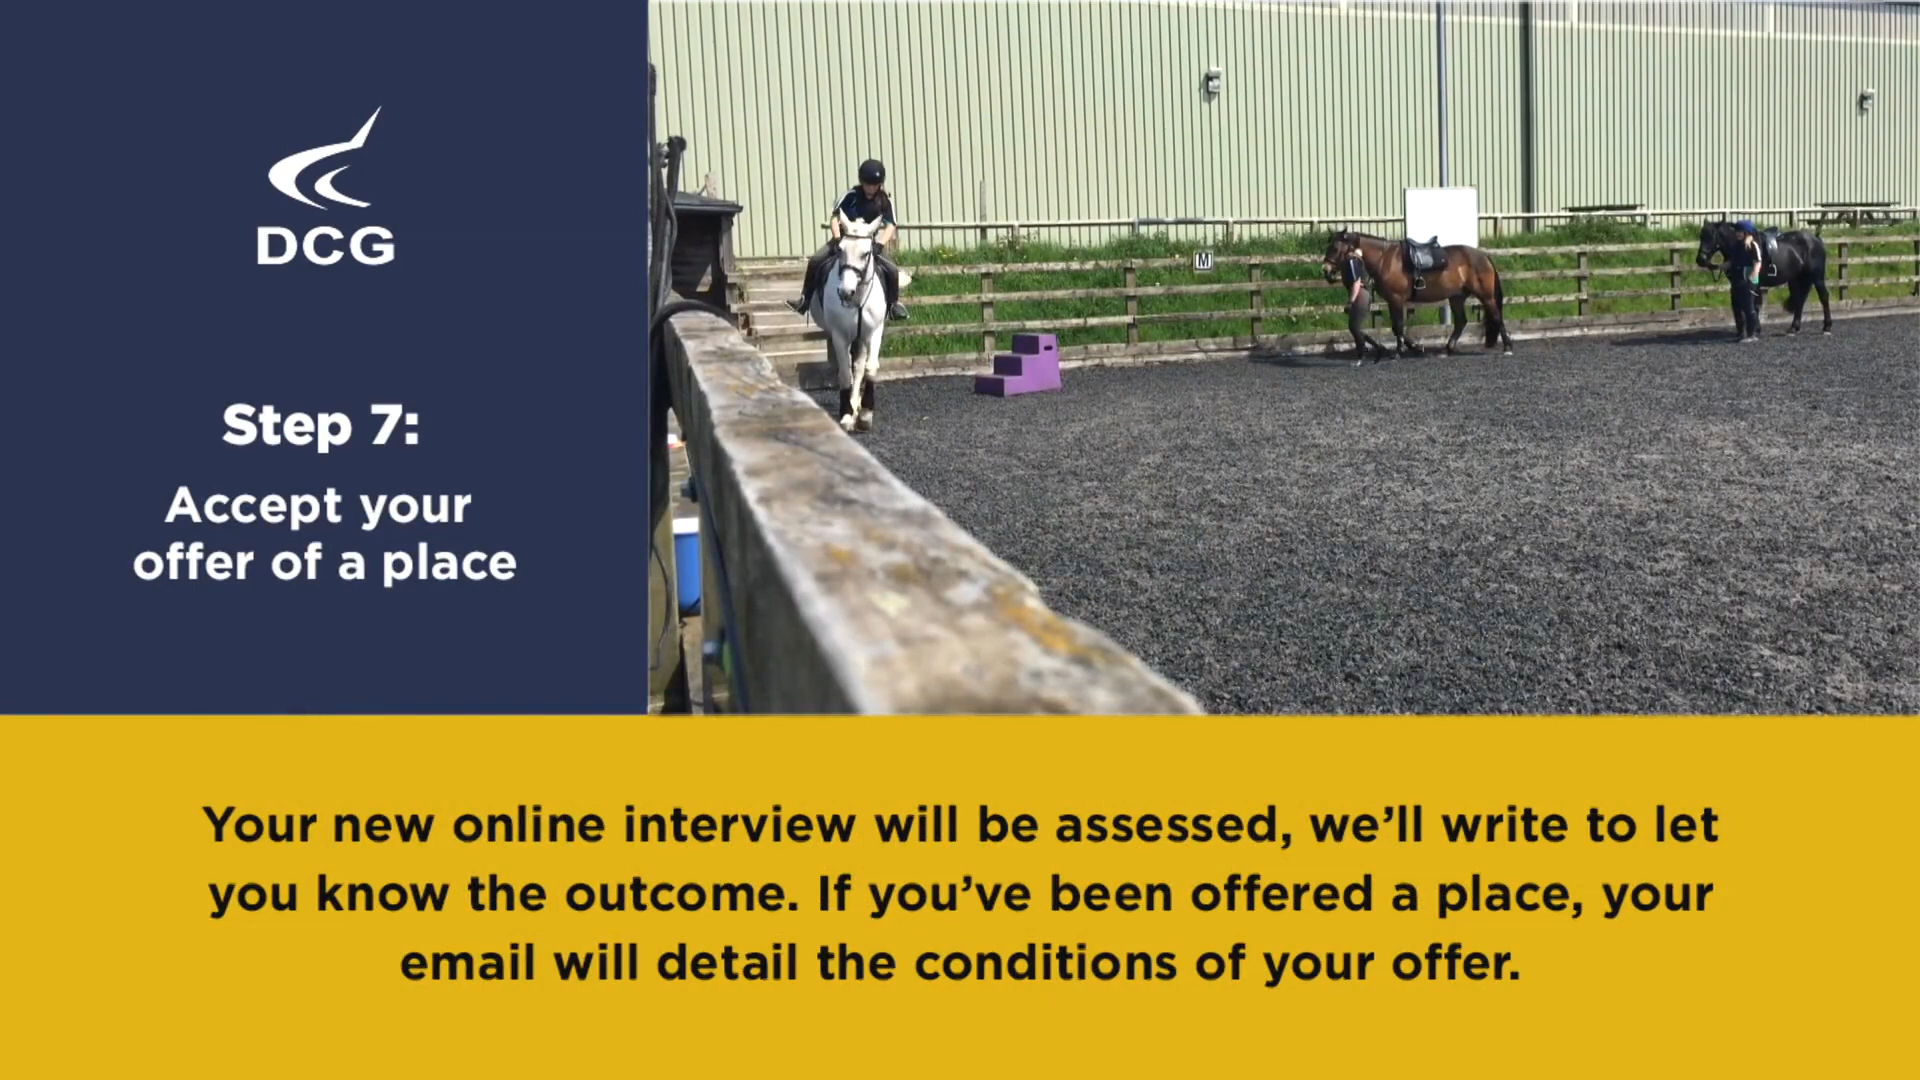 DCG
Step 7:
Accept your
offer of a place
M
Your new online interview will be assessed, we’ll write to let
you know the outcome. If you’ve been offered a place, your
email will detail the conditions of your offer.